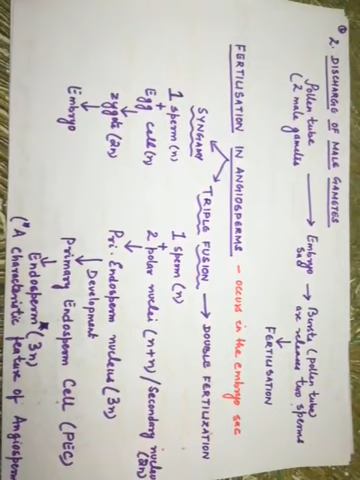 2. DISCHARGE OF MALE GAMETES
Pollen tube → Embryo sac → Bursts (pollen tube)
(2 male gametes) & releases two sperms
↓
FERTILISATION
FERTILISATION IN ANGIOSPERMS - occurs in the embryo sac
SYNGAMY TRIPLE FUSION → DOUBLE FERTILIZATION
1 sperm (n) 1 sperm (n)
+ +
Egg cell (n) 2 polar nuclei (n+n)/Secondary nucleus (2n)
↓ ↓
zygote (2n) Pri. Endosperm nucleus (3n)
↓ ↓ Development
Embryo Primary Endosperm Cell (PEC)
↓
Endosperm* (3n)
(*A characteristic feature of Angiosperm